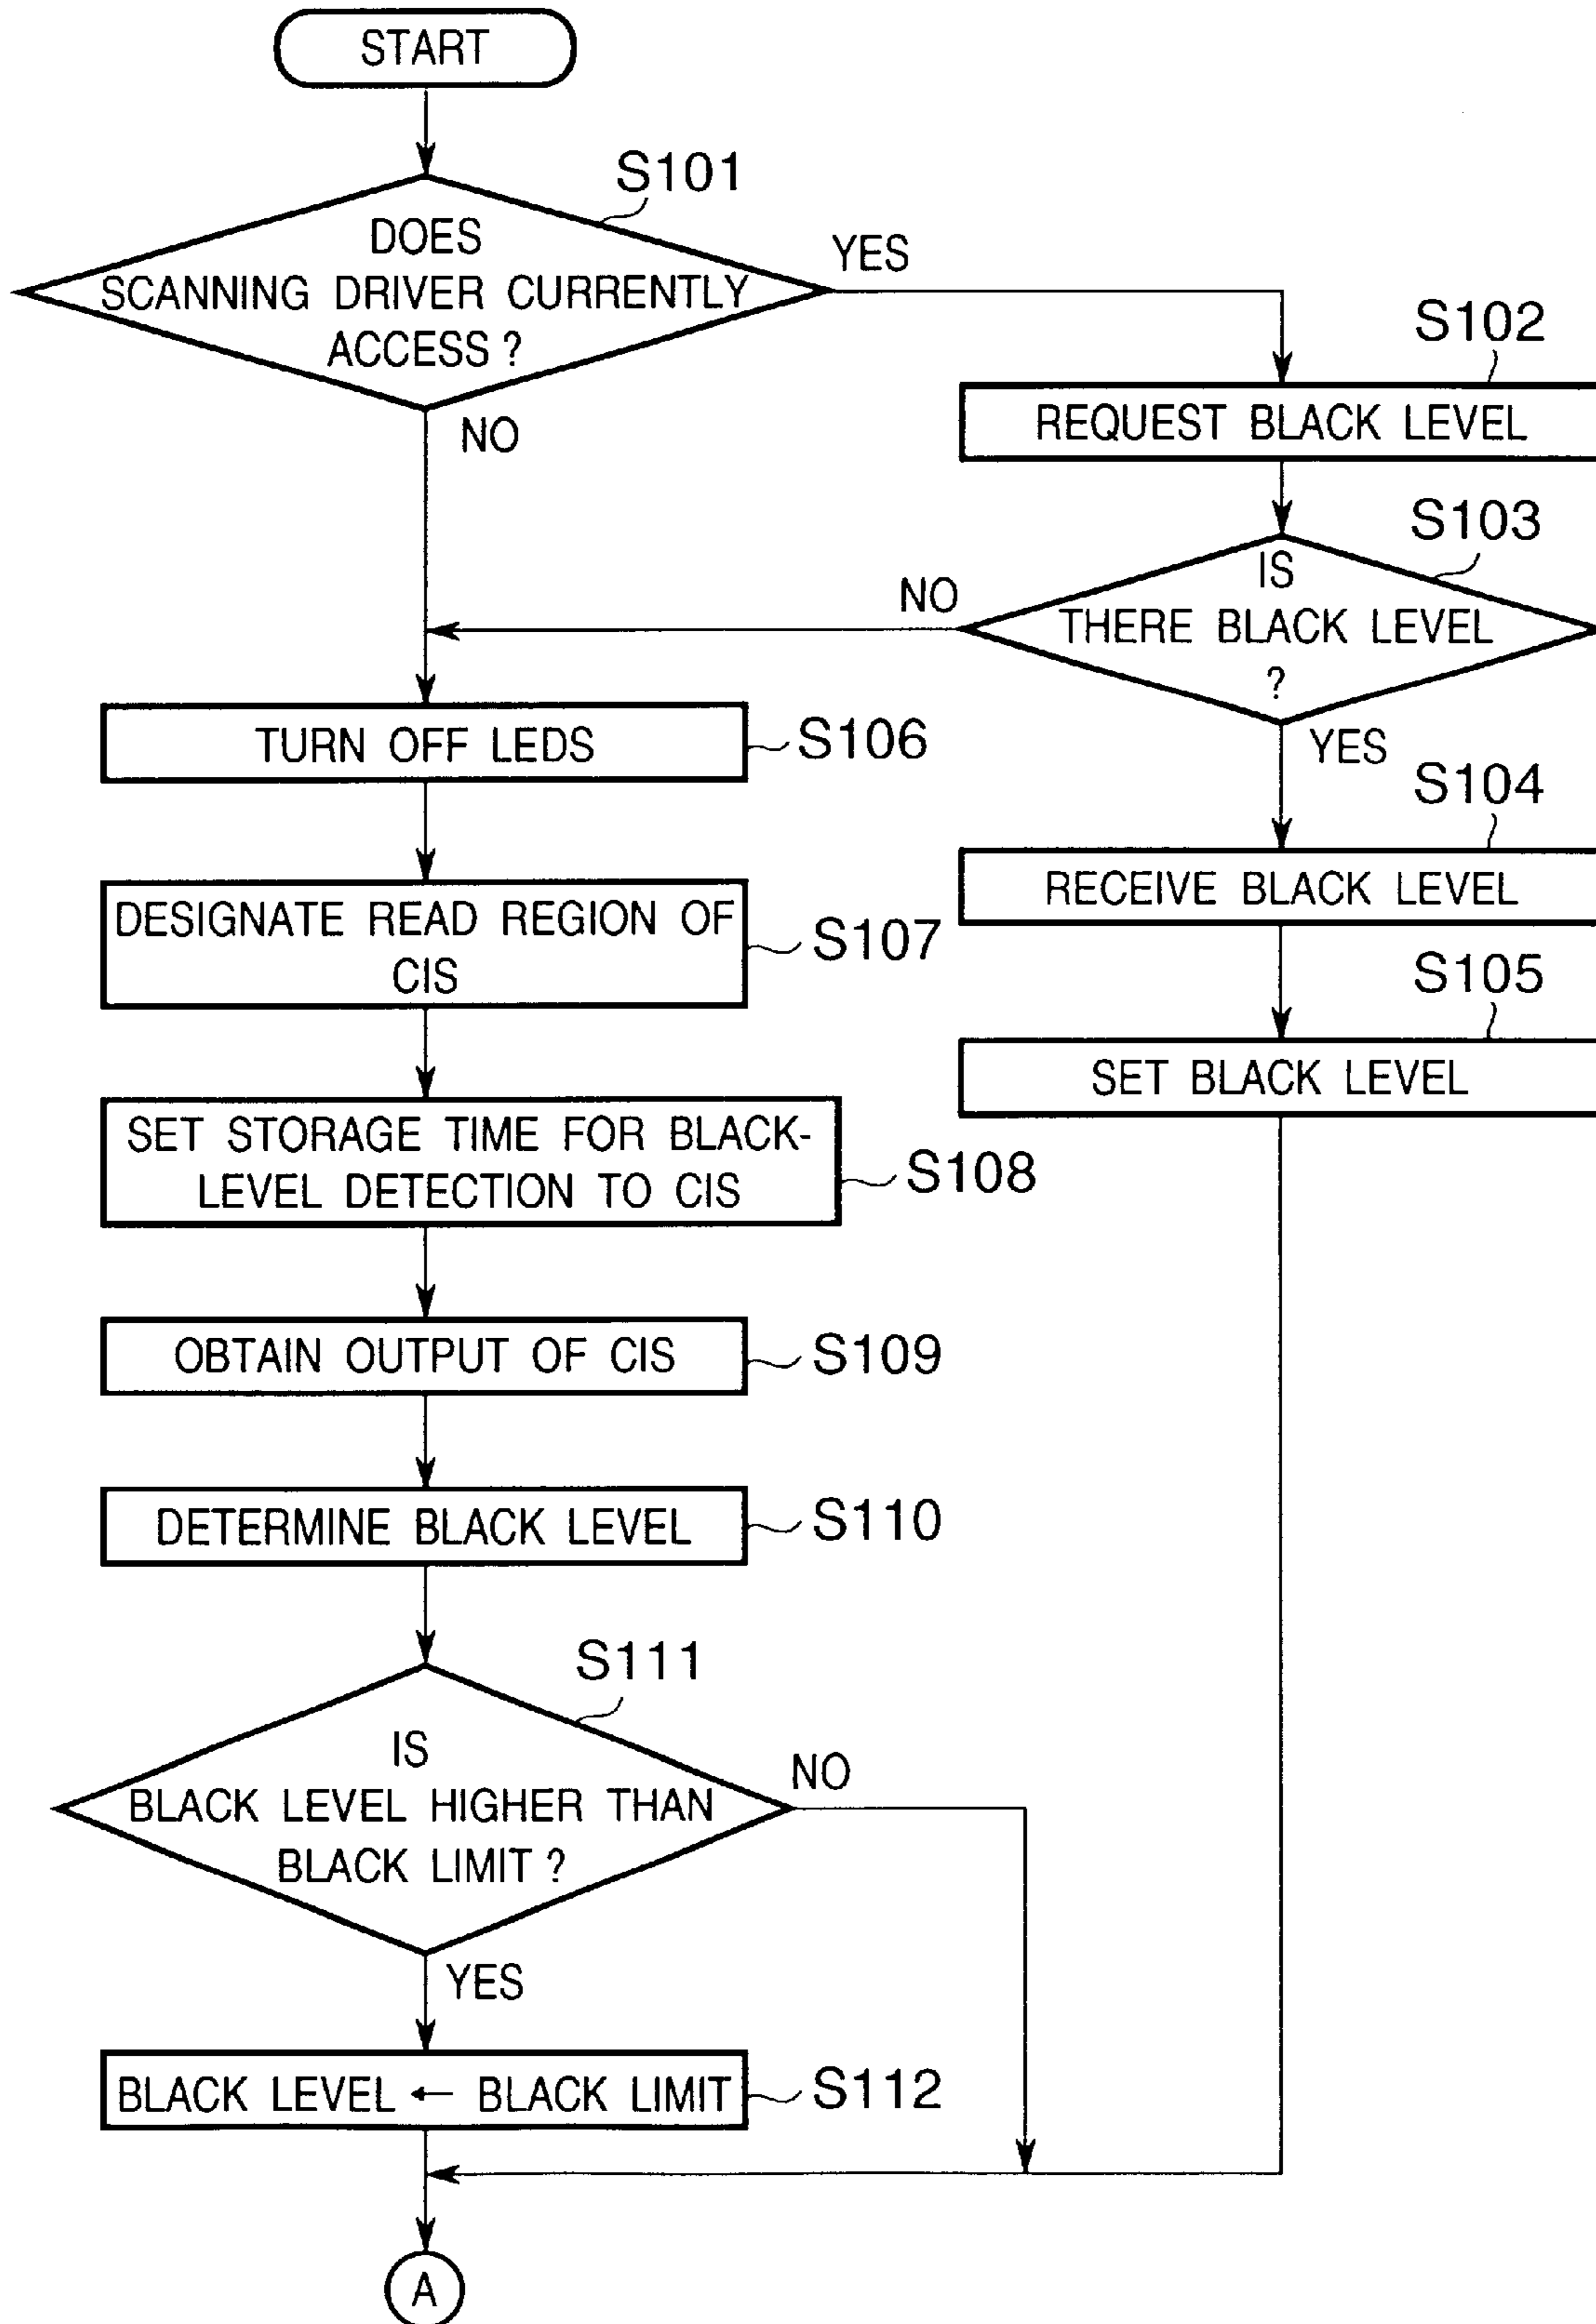 START
S101
DOES
SCANNING DRIVER CURRENTLY
ACCESS ?
YES
NO
S102
REQUEST BLACK LEVEL
S103
IS
THERE BLACK LEVEL
?
NO
YES
S104
RECEIVE BLACK LEVEL
S105
SET BLACK LEVEL
TURN OFF LEDS
S106
DESIGNATE READ REGION OF
CIS
S107
SET STORAGE TIME FOR BLACK-
LEVEL DETECTION TO CIS
S108
OBTAIN OUTPUT OF CIS
S109
DETERMINE BLACK LEVEL
S110
S111
IS
BLACK LEVEL HIGHER THAN
BLACK LIMIT ?
NO
YES
BLACK LEVEL ← BLACK LIMIT
S112
A